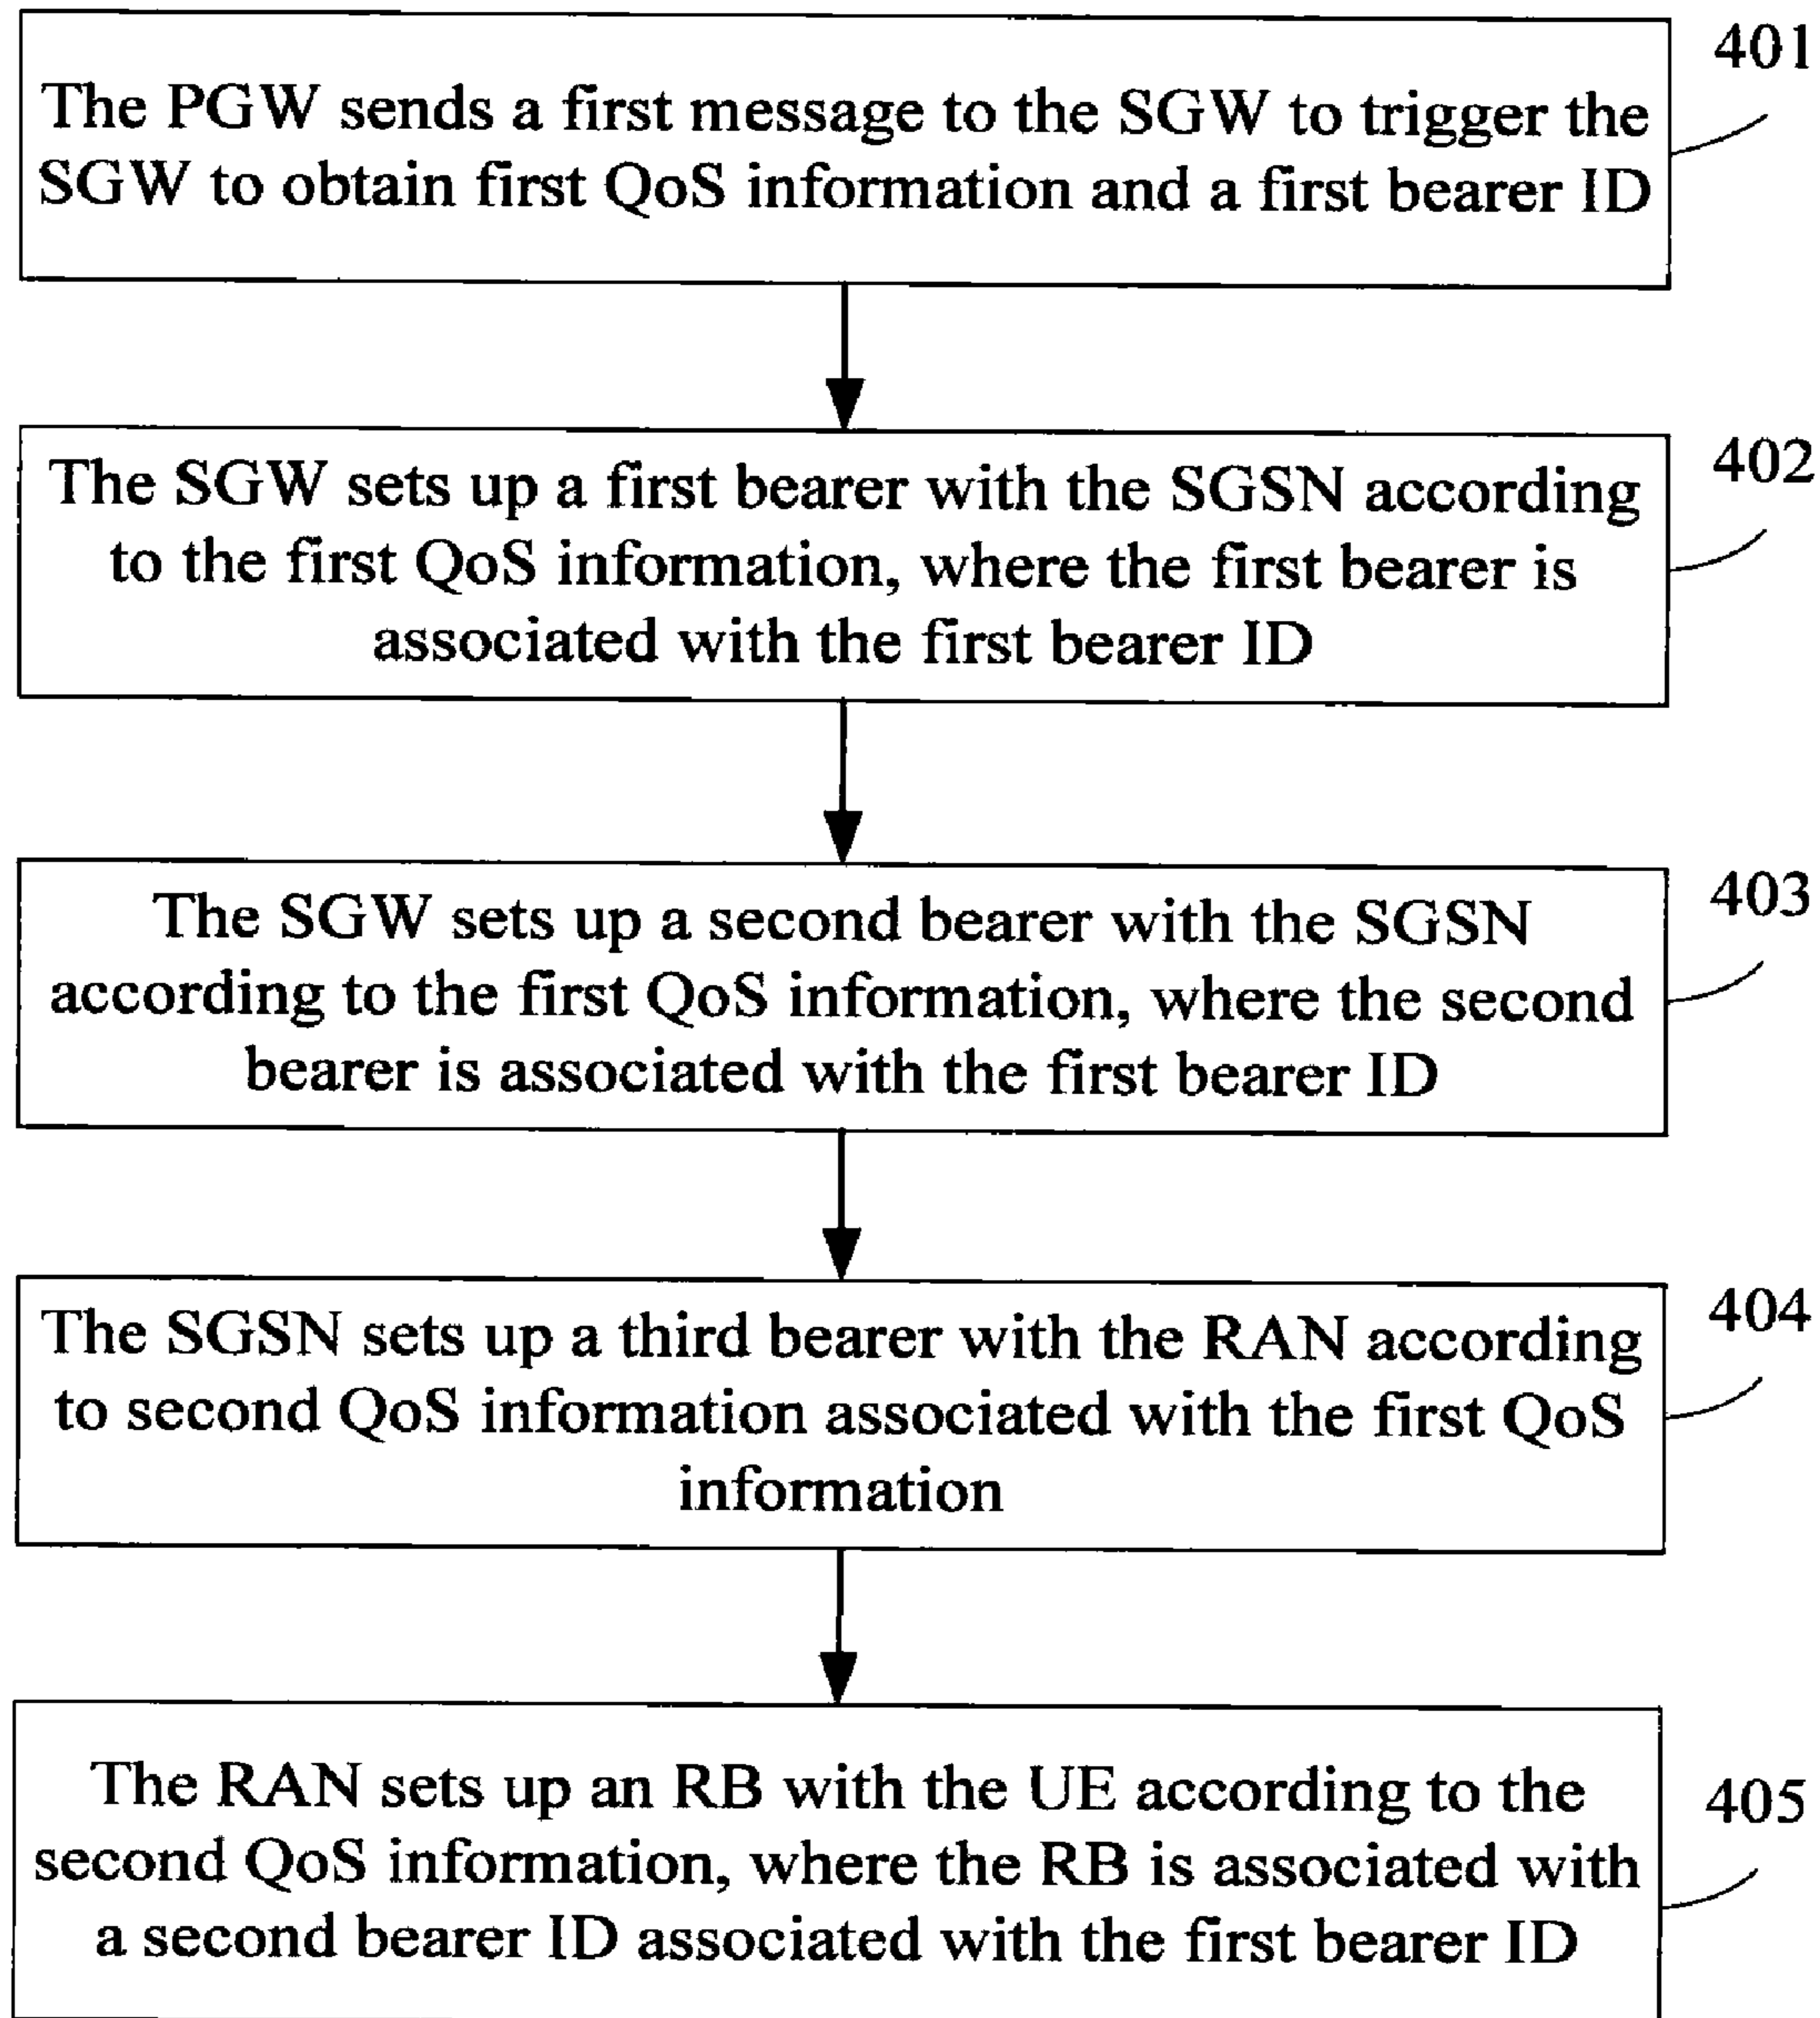 401
The PGW sends a first message to the SGW to trigger the
SGW to obtain first QoS information and a first bearer ID
402
The SGW sets up a first bearer with the SGSN according
to the first QoS information, where the first bearer is
associated with the first bearer ID
403
The SGW sets up a second bearer with the SGSN
according to the first QoS information, where the second
bearer is associated with the first bearer ID
404
The SGSN sets up a third bearer with the RAN according
to second QoS information associated with the first QoS
information
405
The RAN sets up an RB with the UE according to the
second QoS information, where the RB is associated with
a second bearer ID associated with the first bearer ID